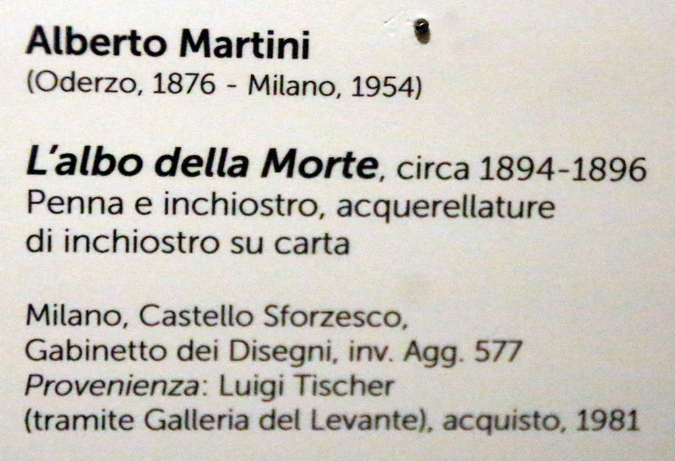 Alberto Martini
(Oderzo, 1876 - Milano, 1954)
L'albo della Morte, circa 1894-1896
Penna e inchiostro, acquerellature
di inchiostro su carta
Milano, Castello Sforzesco,
Gabinetto dei Disegni, inv. Agg. 577
Provenienza: Luigi Tischer
(tramite Galleria del Levante), acquisto, 1981